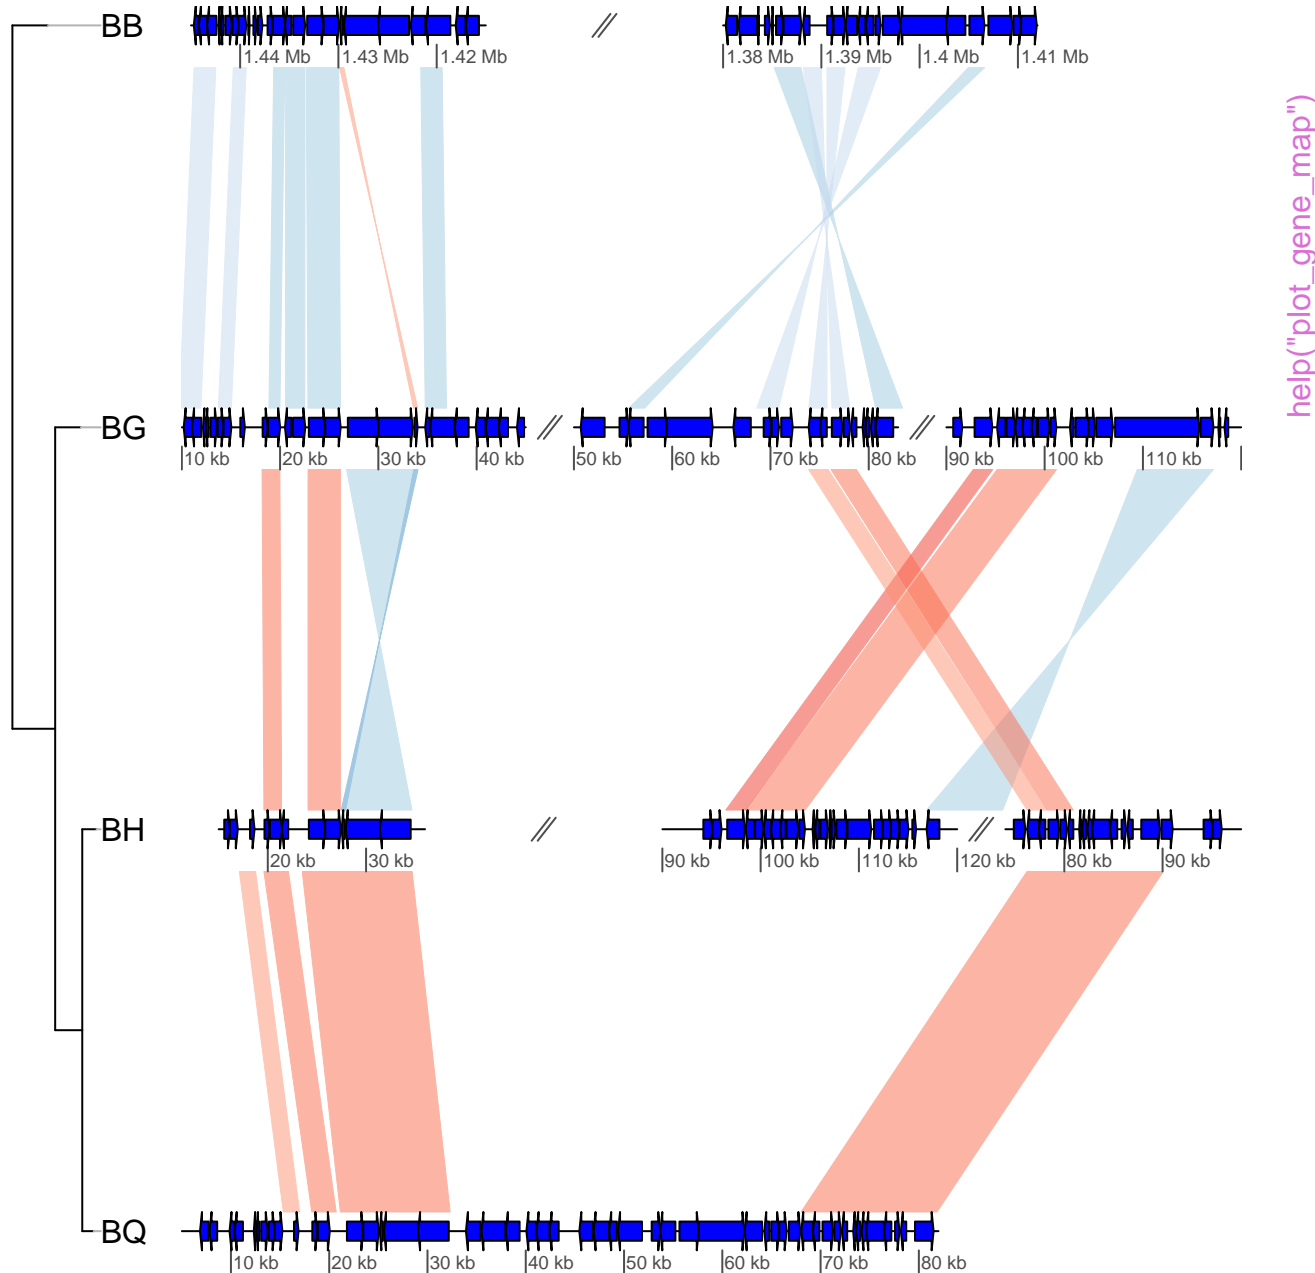 BB
1.44 Mb 1.43 Mb 1.42 Mb 1.38 Mb 1.39 Mb 1.4 Mb 1.41 Mb
help("plot_gene_map")
BG
10 kb 20 kb 30 kb 40 kb 50 kb 60 kb 70 kb 80 kb 90 kb 100 kb 110 kb
BH
20 kb 30 kb 90 kb 100 kb 110 kb 120 kb 80 kb 90 kb
BQ
10 kb 20 kb 30 kb 40 kb 50 kb 60 kb 70 kb 80 kb